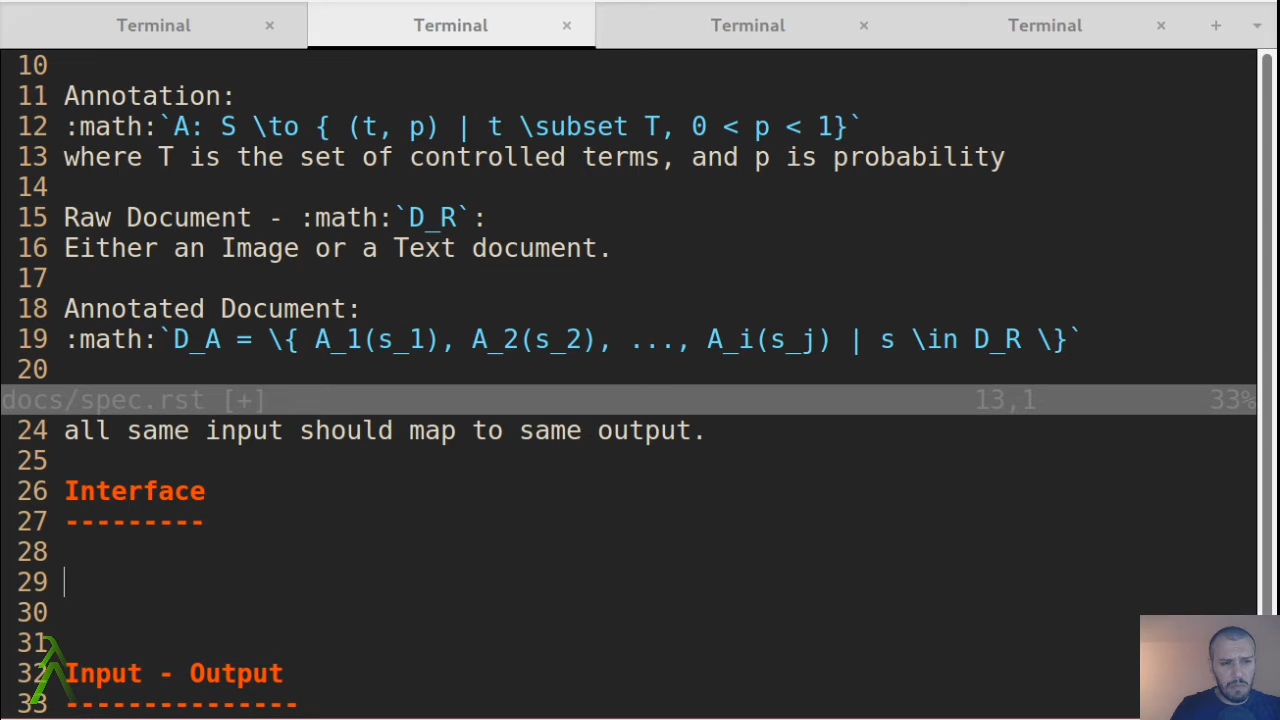 Terminal × Terminal × Terminal × Terminal × +
10
11 Annotation:
12 :math:`A: S \to { (t, p) | t \subset T, 0 < p < 1}`
13 where T is the set of controlled terms, and p is probability
14
15 Raw Document - :math:`D_R`:
16 Either an Image or a Text document.
17
18 Annotated Document:
19 :math:`D_A = \{ A_1(s_1), A_2(s_2), ..., A_i(s_j) | s \in D_R \}`
20
docs/spec.rst [+] 13,1 33%
24 all same input should map to same output.
25
26 Interface
27 ---------
28
29
30
31
32 Input - Output
33 ---------------